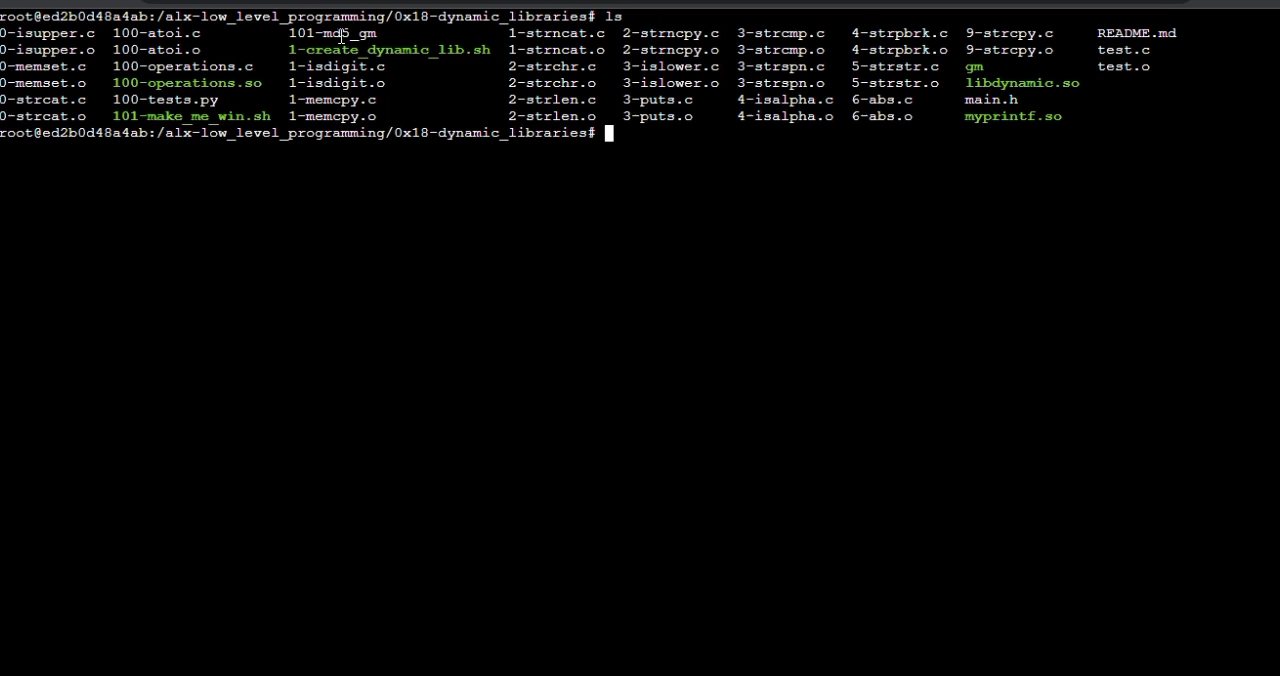 root@ed2b0d48a4ab:/alx-low_level_programming/0x18-dynamic_libraries# ls
0-isupper.c 100-atoi.c 101-md5_gm 1-strncat.c 2-strncpy.c 3-strcmp.c 4-strpbrk.c 9-strcpy.c README.md
0-isupper.o 100-atoi.o 1-create_dynamic_lib.sh 1-strncat.o 2-strncpy.o 3-strcmp.o 4-strpbrk.o 9-strcpy.o test.c
0-memset.c 100-operations.c 1-isdigit.c 2-strchr.c 3-islower.c 3-strspn.c 5-strstr.c gm test.o
0-memset.o 100-operations.so 1-isdigit.o 2-strchr.o 3-islower.o 3-strspn.o 5-strstr.o libdynamic.so
0-strcat.c 100-tests.py 1-memcpy.c 2-strlen.c 3-puts.c 4-isalpha.c 6-abs.c main.h
0-strcat.o 101-make_me_win.sh 1-memcpy.o 2-strlen.o 3-puts.o 4-isalpha.o 6-abs.o myprintf.so
root@ed2b0d48a4ab:/alx-low_level_programming/0x18-dynamic_libraries#